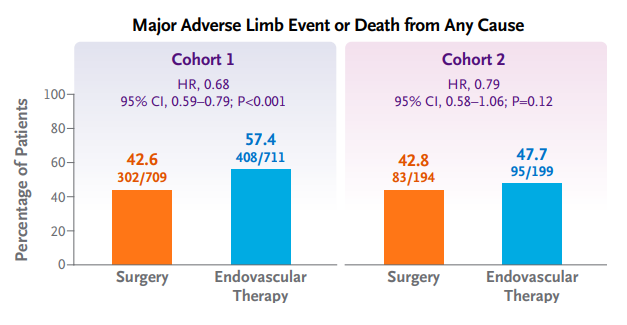 Major Adverse Limb Event or Death from Any Cause
Cohort 1
HR, 0.68
95% CI, 0.59–0.79; P<0.001
Cohort 2
HR, 0.79
95% CI, 0.58–1.06; P=0.12
Percentage of Patients
100
80
60
40
20
0
42.6
302/709
57.4
408/711
42.8
83/194
47.7
95/199
Surgery
Endovascular
Therapy
Surgery
Endovascular
Therapy